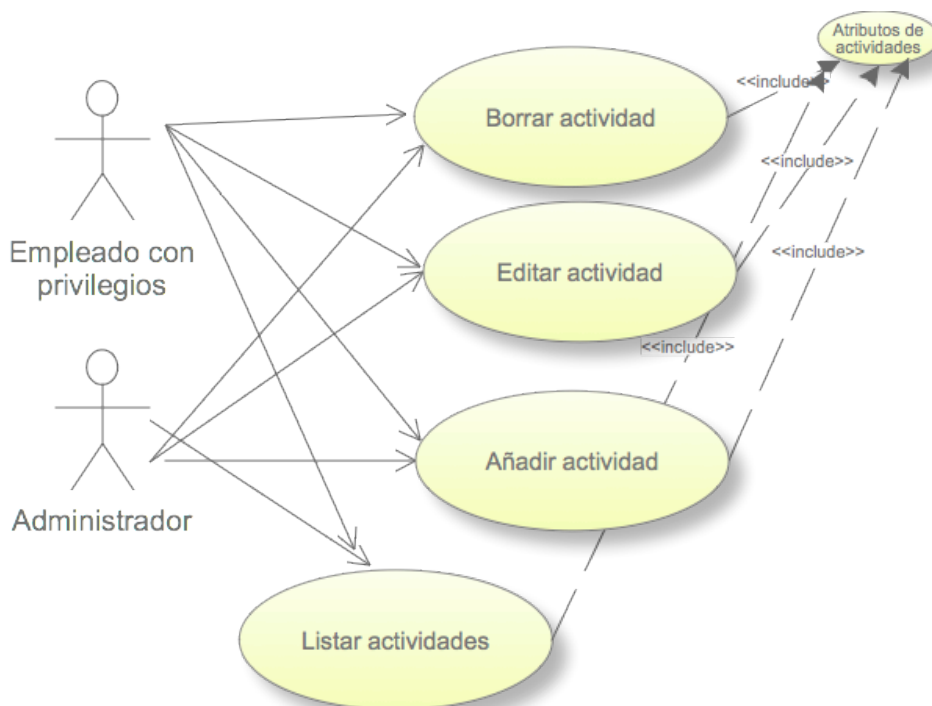 Atributos de
actividades
<<include>>
Borrar actividad
<<include>>
Empleado con
privilegios
<<include>>
Editar actividad
<<include>>
Añadir actividad
Administrador
Listar actividades